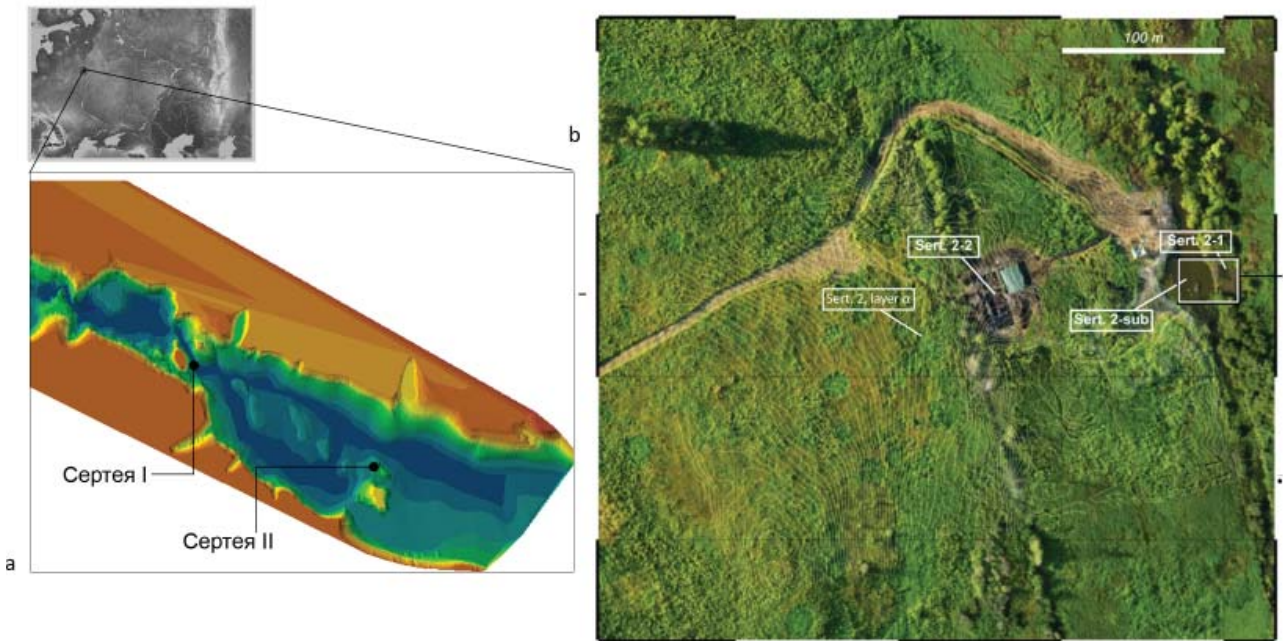 Сертея I
Сертея II
a
b
100 m
Sert. 2-2
Sert. 2-1
Sert. 2, layer α
Sert. 2-sub